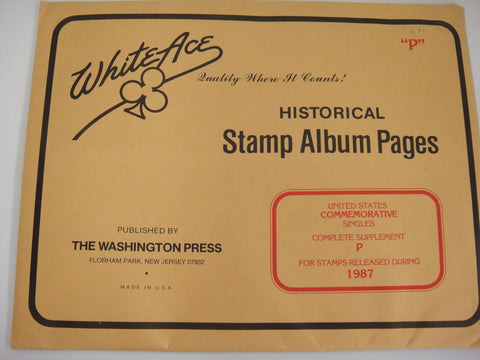 White Ace
Quality Where It Counts!
"P"
HISTORICAL
Stamp Album Pages
UNITED STATES
COMMEMORATIVE
SINGLES
COMPLETE SUPPLEMENT
P
FOR STAMPS RELEASED DURING
1987
PUBLISHED BY
THE WASHINGTON PRESS
FLORHAM PARK, NEW JERSEY 07932
MADE IN U.S.A.